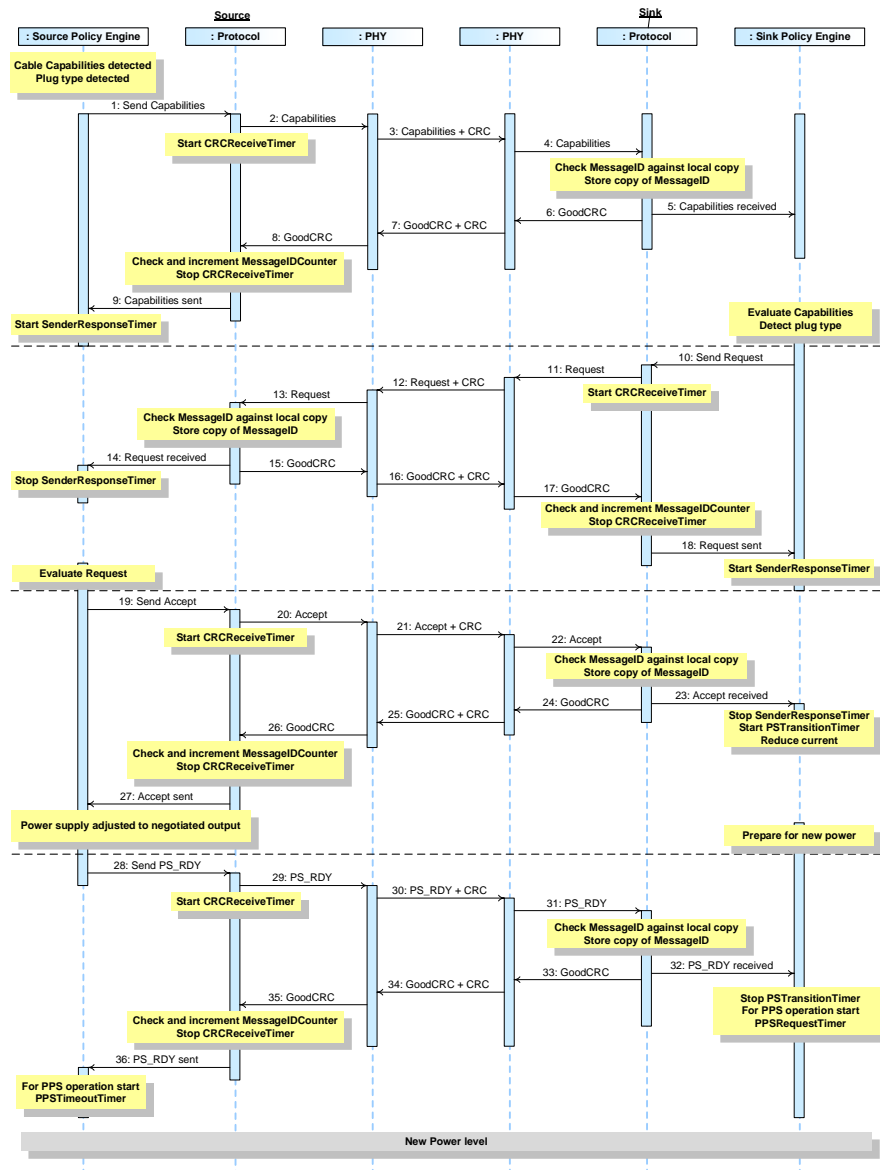 Source
Sink
: Source Policy Engine
: Protocol
: PHY
: PHY
: Protocol
: Sink Policy Engine
Cable Capabilities detected
Plug type detected
1: Send Capabilities
2: Capabilities
Start CRCReceiveTimer
3: Capabilities + CRC
4: Capabilities
Check MessageID against local copy
Store copy of MessageID
5: Capabilities received
6: GoodCRC
7: GoodCRC + CRC
8: GoodCRC
Check and increment MessageIDCounter
Stop CRCReceiveTimer
9: Capabilities sent
Start SenderResponseTimer
Evaluate Capabilities
Detect plug type
10: Send Request
11: Request
Start CRCReceiveTimer
12: Request + CRC
13: Request
Check MessageID against local copy
Store copy of MessageID
14: Request received
Stop SenderResponseTimer
15: GoodCRC
16: GoodCRC + CRC
17: GoodCRC
Check and increment MessageIDCounter
Stop CRCReceiveTimer
18: Request sent
Start SenderResponseTimer
Evaluate Request
19: Send Accept
20: Accept
Start CRCReceiveTimer
21: Accept + CRC
22: Accept
Check MessageID against local copy
Store copy of MessageID
23: Accept received
Stop SenderResponseTimer
Start PSTransitionTimer
Reduce current
24: GoodCRC
25: GoodCRC + CRC
26: GoodCRC
Check and increment MessageIDCounter
Stop CRCReceiveTimer
27: Accept sent
Power supply adjusted to negotiated output
Prepare for new power
28: Send PS_RDY
29: PS_RDY
Start CRCReceiveTimer
30: PS_RDY + CRC
31: PS_RDY
Check MessageID against local copy
Store copy of MessageID
32: PS_RDY received
33: GoodCRC
34: GoodCRC + CRC
35: GoodCRC
Stop PSTransitionTimer
For PPS operation start
PPSRequestTimer
Check and increment MessageIDCounter
Stop CRCReceiveTimer
36: PS_RDY sent
For PPS operation start
PPSTimeoutTimer
New Power level